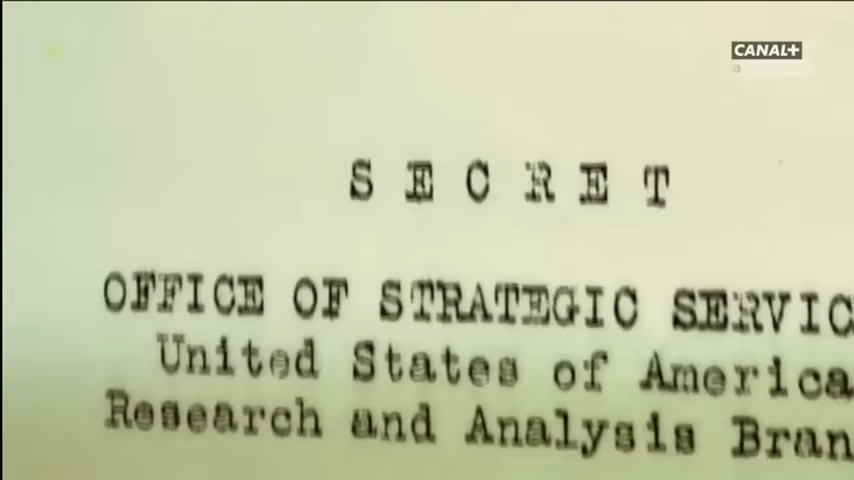 CANAL+
S E C R E T
OFFICE OF STRATEGIC SERVIC
United States of America
Research and Analysis Bran